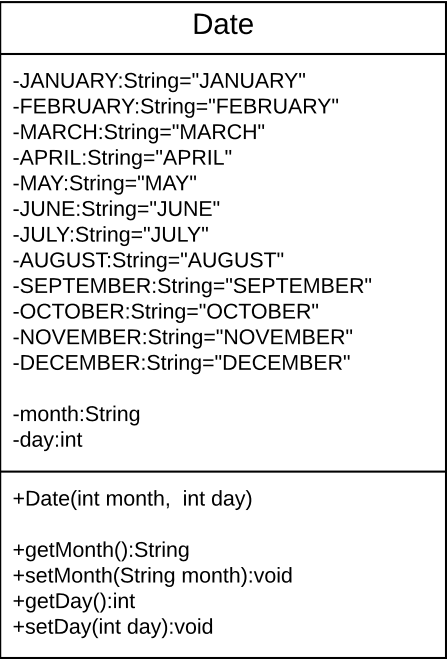 Date
-JANUARY:String="JANUARY"
-FEBRUARY:String="FEBRUARY"
-MARCH:String="MARCH"
-APRIL:String="APRIL"
-MAY:String="MAY"
-JUNE:String="JUNE"
-JULY:String="JULY"
-AUGUST:String="AUGUST"
-SEPTEMBER:String="SEPTEMBER"
-OCTOBER:String="OCTOBER"
-NOVEMBER:String="NOVEMBER"
-DECEMBER:String="DECEMBER"
-month:String
-day:int
+Date(int month,  int day)
+getMonth():String
+setMonth(String month):void
+getDay():int
+setDay(int day):void